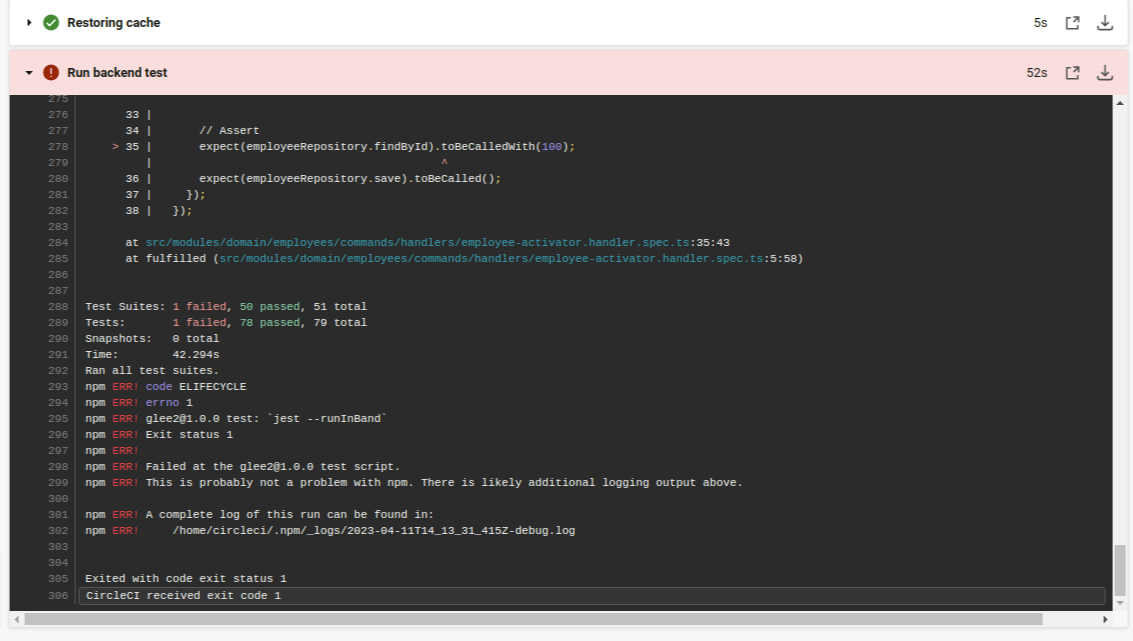 Restoring cache 5s
Run backend test 52s
275
276 33 |
277 34 | // Assert
278 > 35 | expect(employeeRepository.findById).toBeCalledWith(100);
279 | ^
280 36 | expect(employeeRepository.save).toBeCalled();
281 37 | });
282 38 | });
283
284 at src/modules/domain/employees/commands/handlers/employee-activator.handler.spec.ts:35:43
285 at fulfilled (src/modules/domain/employees/commands/handlers/employee-activator.handler.spec.ts:5:58)
286
287
288 Test Suites: 1 failed, 50 passed, 51 total
289 Tests: 1 failed, 78 passed, 79 total
290 Snapshots: 0 total
291 Time: 42.294s
292 Ran all test suites.
293 npm ERR! code ELIFECYCLE
294 npm ERR! errno 1
295 npm ERR! glee2@1.0.0 test: `jest --runInBand`
296 npm ERR! Exit status 1
297 npm ERR!
298 npm ERR! Failed at the glee2@1.0.0 test script.
299 npm ERR! This is probably not a problem with npm. There is likely additional logging output above.
300
301 npm ERR! A complete log of this run can be found in:
302 npm ERR! /home/circleci/.npm/_logs/2023-04-11T14_13_31_415Z-debug.log
303
304
305 Exited with code exit status 1
306 CircleCI received exit code 1